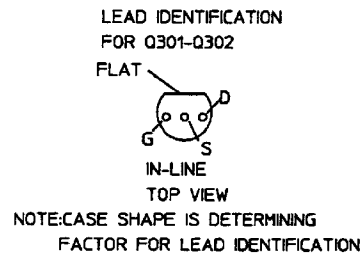 LEAD IDENTIFICATION
FOR Q301-Q302
FLAT
D
G
S
IN-LINE
TOP VIEW
NOTE:CASE SHAPE IS DETERMINING
FACTOR FOR LEAD IDENTIFICATION